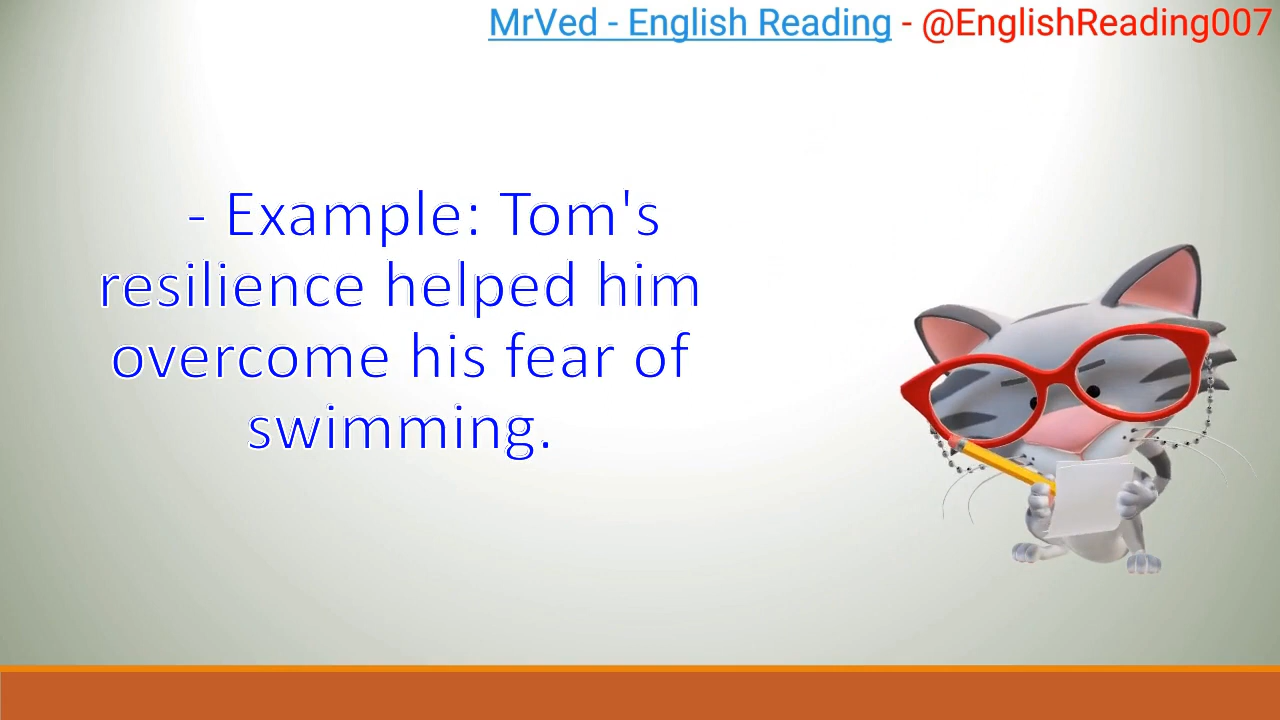 MrVed - English Reading - @EnglishReading007
- Example: Tom's
resilience helped him
overcome his fear of
swimming.